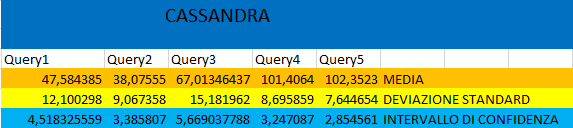 CASSANDRA
Query1 Query2 Query3 Query4 Query5
47,584385 38,07555 67,01346437 101,4064 102,3523 MEDIA
12,100298 9,067358 15,181962 8,695859 7,644654 DEVIAZIONE STANDARD
4,518325559 3,385807 5,669037788 3,247087 2,854561 INTERVALLO DI CONFIDENZA